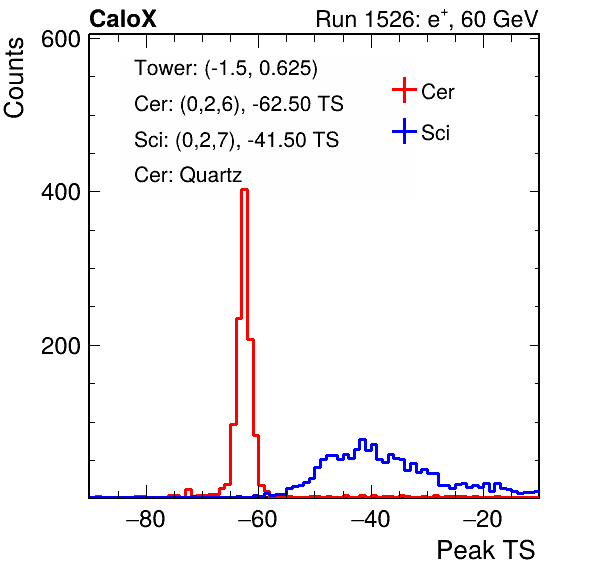 CaloX Run 1526: e+, 60 GeV
Counts
600
400
200
Tower: (-1.5, 0.625)
Cer: (0,2,6), -62.50 TS
Sci: (0,2,7), -41.50 TS
Cer: Quartz
Cer
Sci
−80 −60 −40 −20
Peak TS